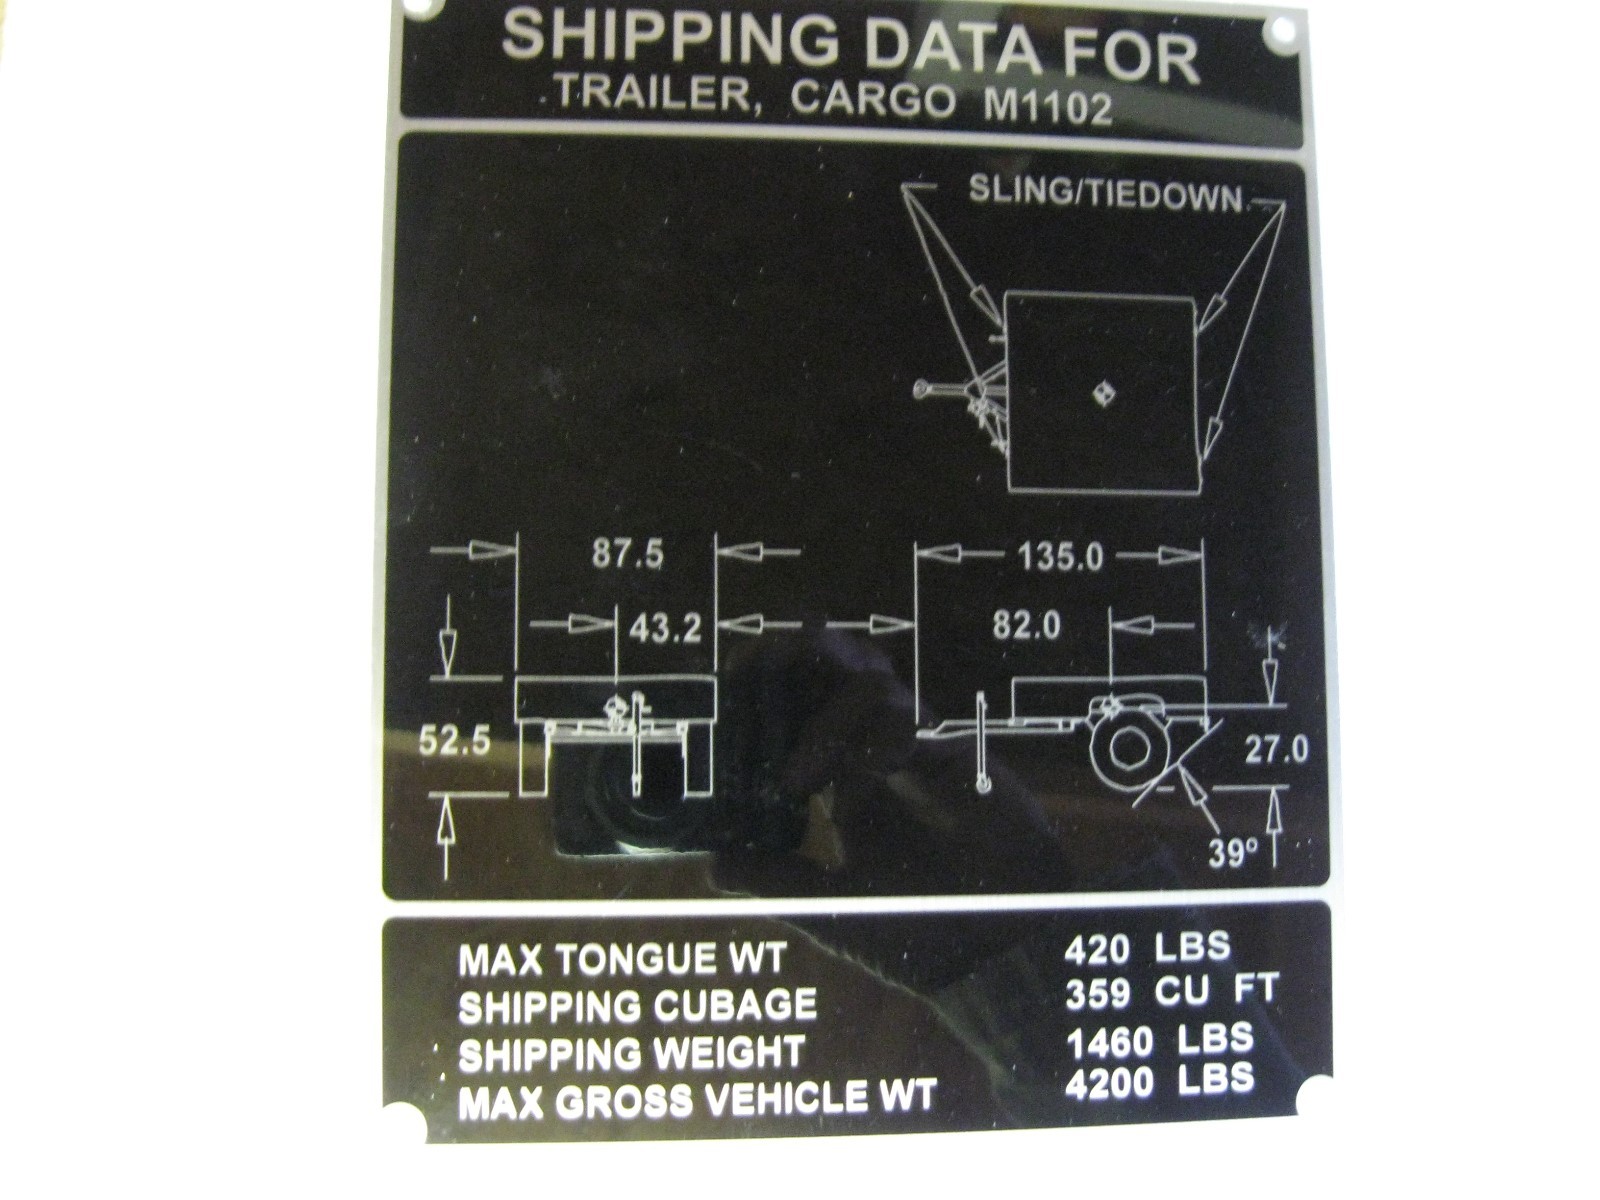 SHIPPING DATA FOR
TRAILER, CARGO M1102
SLING/TIEDOWN
87.5
135.0
43.2
82.0
52.5
27.0
39°
MAX TONGUE WT 420 LBS
SHIPPING CUBAGE 359 CU FT
SHIPPING WEIGHT 1460 LBS
MAX GROSS VEHICLE WT 4200 LBS